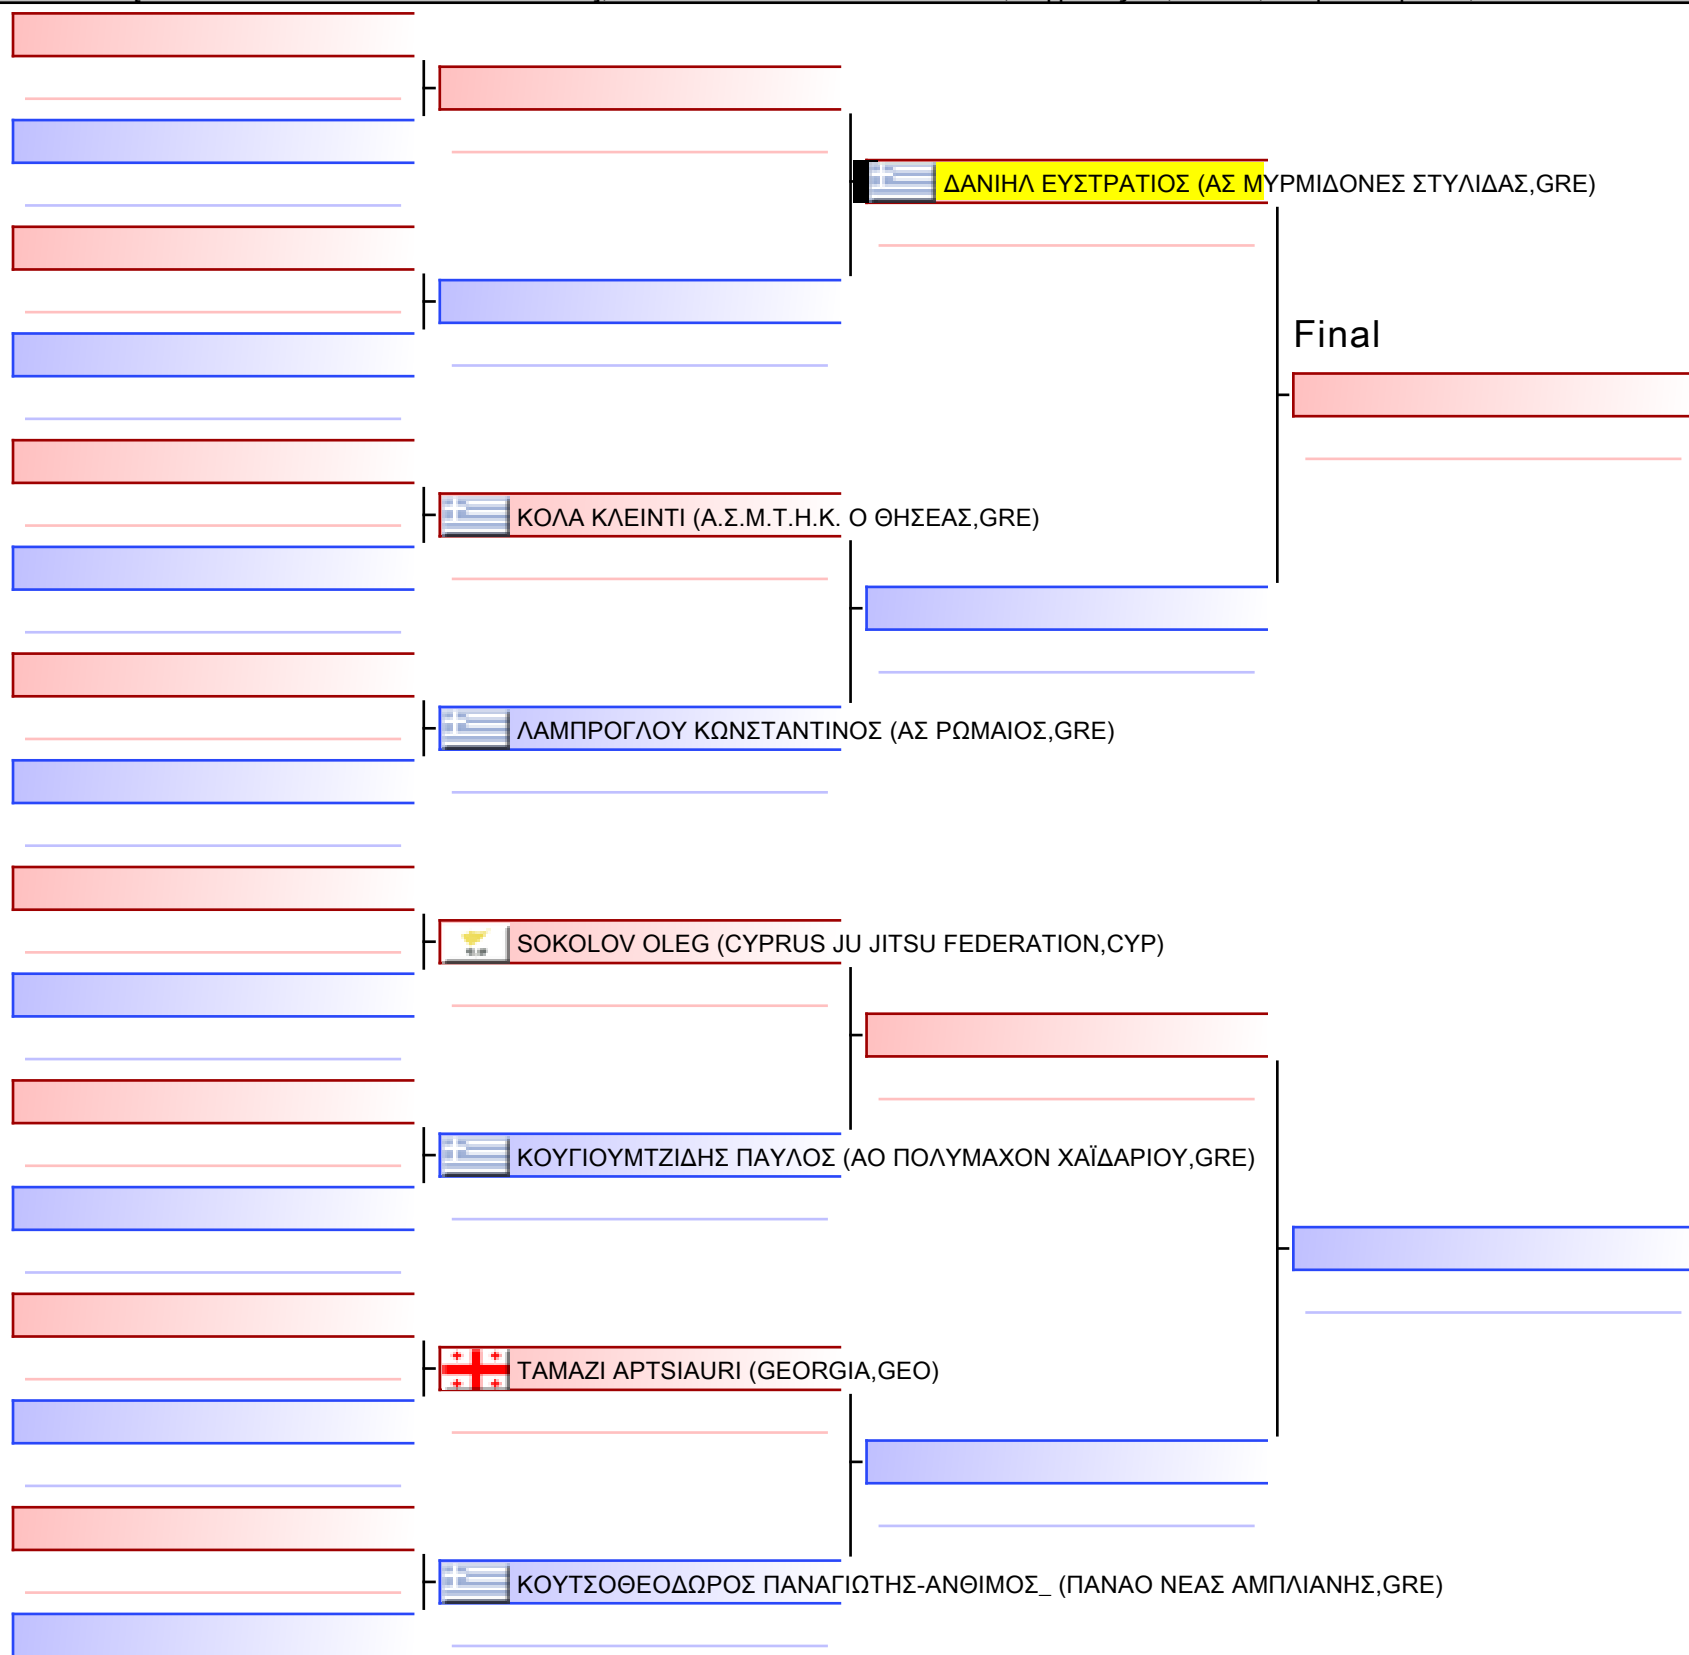 ΔΑΝΙΗΛ ΕΥΣΤΡΑΤΙΟΣ (ΑΣ ΜΥΡΜΙΔΟΝΕΣ ΣΤΥΛΙΔΑΣ,GRE)
Final
ΚΟΛΑ ΚΛΕΙΝΤΙ (Α.Σ.Μ.Τ.Η.Κ. Ο ΘΗΣΕΑΣ,GRE)
ΛΑΜΠΡΟΓΛΟΥ ΚΩΝΣΤΑΝΤΙΝΟΣ (ΑΣ ΡΩΜΑΙΟΣ,GRE)
SOKOLOV OLEG (CYPRUS JU JITSU FEDERATION,CYP)
ΚΟΥΓΙΟΥΜΤΖΙΔΗΣ ΠΑΥΛΟΣ (ΑΟ ΠΟΛΥΜΑΧΟΝ ΧΑΪΔΑΡΙΟΥ,GRE)
TAMAZI APTSIAURI (GEORGIA,GEO)
ΚΟΥΤΣΟΘΕΟΔΩΡΟΣ ΠΑΝΑΓΙΩΤΗΣ-ΑΝΘΙΜΟΣ_ (ΠΑΝΑΟ ΝΕΑΣ ΑΜΠΛΙΑΝΗΣ,GRE)